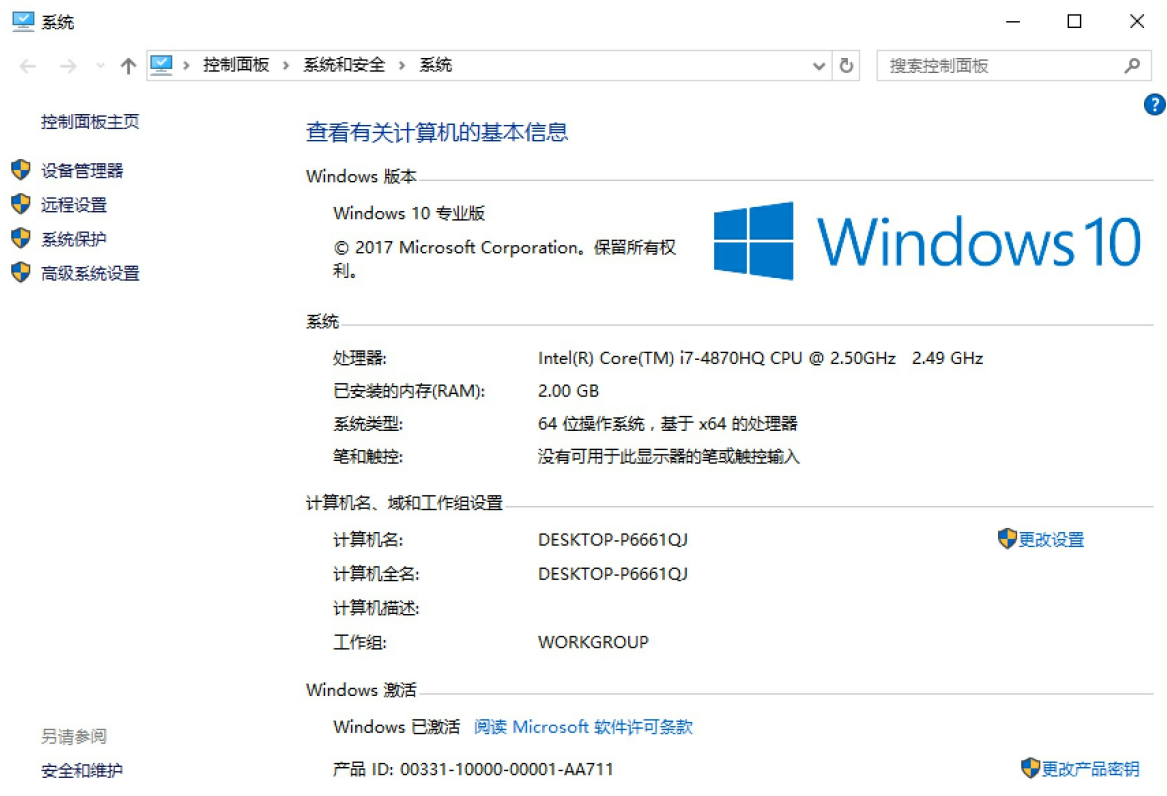 系统
控制面板 › 系统和安全 › 系统
搜索控制面板
控制面板主页
设备管理器
远程设置
系统保护
高级系统设置
另请参阅
安全和维护
查看有关计算机的基本信息
Windows 版本
Windows 10 专业版
© 2017 Microsoft Corporation。保留所有权
利。
Windows 10
系统
处理器: Intel(R) Core(TM) i7-4870HQ CPU @ 2.50GHz 2.49 GHz
已安装的内存(RAM): 2.00 GB
系统类型: 64 位操作系统，基于 x64 的处理器
笔和触控: 没有可用于此显示器的笔或触控输入
计算机名、域和工作组设置
计算机名: DESKTOP-P6661QJ 更改设置
计算机全名: DESKTOP-P6661QJ
计算机描述:
工作组: WORKGROUP
Windows 激活
Windows 已激活 阅读 Microsoft 软件许可条款
产品 ID: 00331-10000-00001-AA711 更改产品密钥